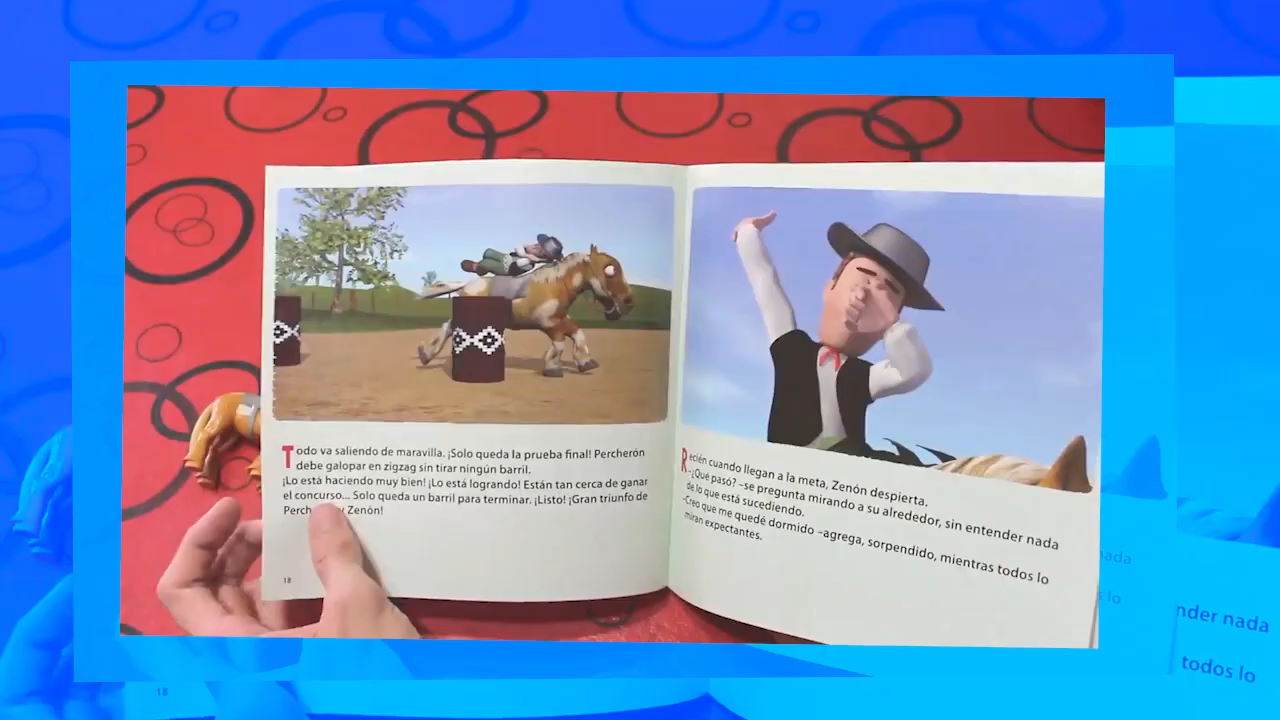 Todo va saliendo de maravilla. ¡Solo queda la prueba final! Percherón
debe galopar en zigzag sin tirar ningún barril.
¡Lo está haciendo muy bien! ¡Lo está logrando! Están tan cerca de ganar
el concurso... Solo queda un barril para terminar. ¡Listo! ¡Gran triunfo de
Perch y Zenón!
18
Recién cuando llegan a la meta, Zenón despierta.
-¿Qué pasó? –se pregunta mirando a su alrededor, sin entender nada
de lo que está sucediendo.
-Creo que me quedé dormido –agrega, sorpendido, mientras todos lo
miran expectantes.
nada
s lo
nder nada
todos lo
18